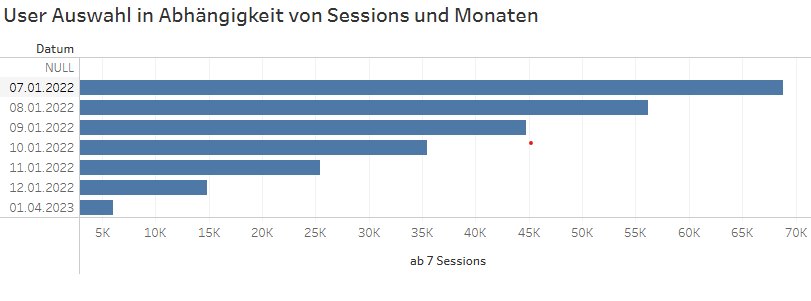 User Auswahl in Abhängigkeit von Sessions und Monaten
Datum
NULL
07.01.2022
08.01.2022
09.01.2022
10.01.2022
11.01.2022
12.01.2022
01.04.2023
5K 10K 15K 20K 25K 30K 35K 40K 45K 50K 55K 60K 65K 70K
ab 7 Sessions